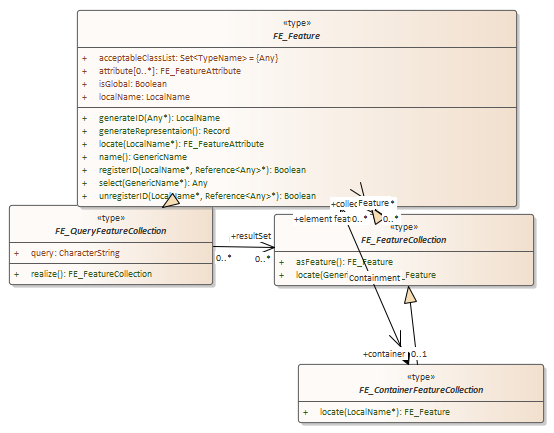 «type»
FE_Feature
+ acceptableClassList: Set<TypeName> = {Any}
+ attribute[0..*]: FE_FeatureAttribute
+ isGlobal: Boolean
+ localName: LocalName
+ generateID(Any*): LocalName
+ generateRepresentaion(): Record
+ locate(LocalName*): FE_FeatureAttribute
+ name(): GenericName
+ registerID(LocalName*, Reference<Any>*): Boolean
+ select(GenericName*): Any
+ unregisterID(LocalName*, Reference<Any>*): Boolean
«type»
FE_QueryFeatureCollection
+ query: CharacterString
+ realize(): FE_FeatureCollection
+resultSet
0..*
0..*
+collec
Feature *
+element feat
0..*
0..*
«type»
FE_FeatureCollection
+ asFeature(): FE_Feature
+ locate(Generi
Feature
Containment
+container
0..1
«type»
FE_ContainerFeatureCollection
+ locate(LocalName*): FE_Feature